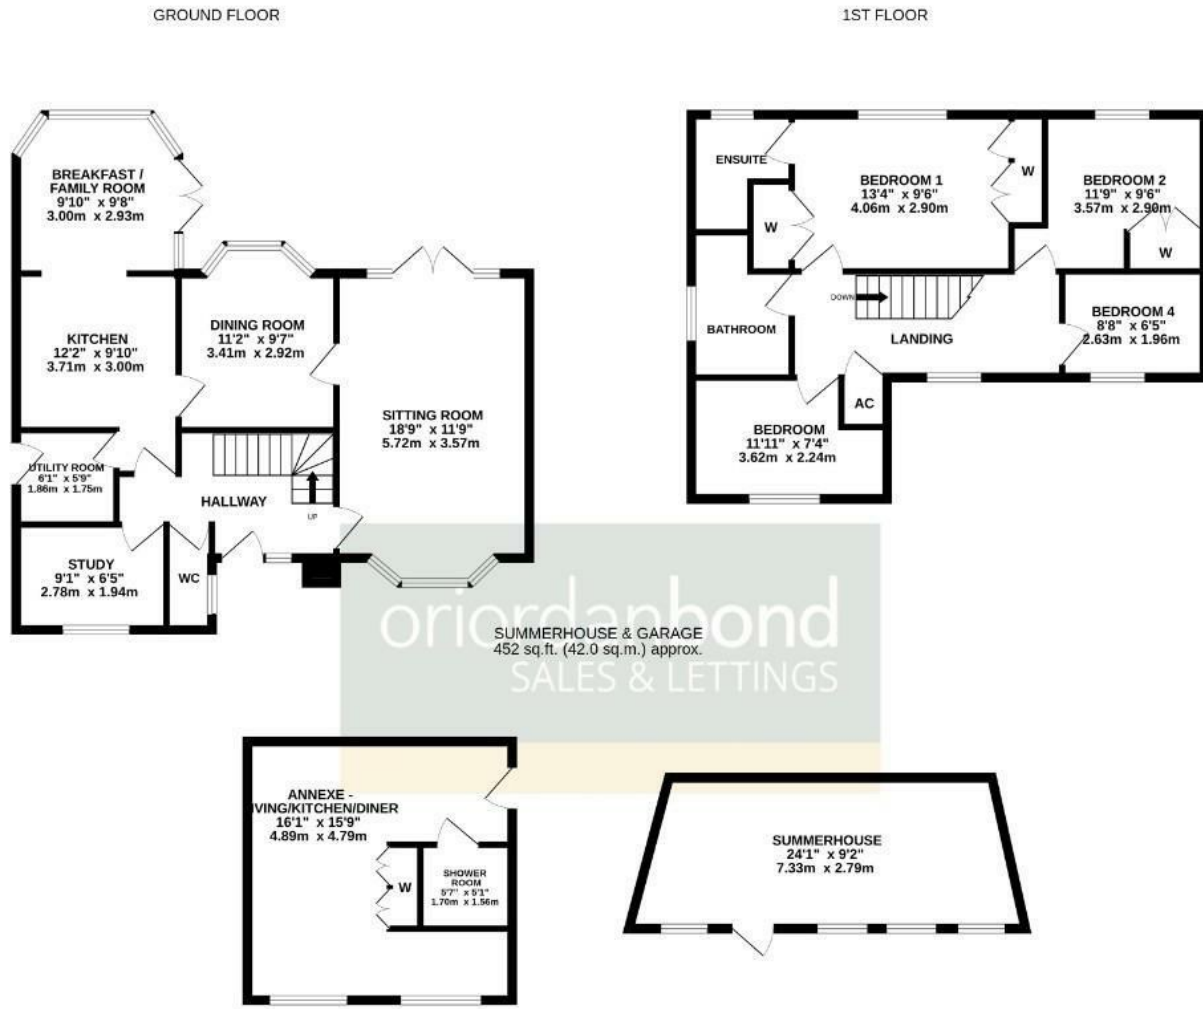 GROUND FLOOR
1ST FLOOR
BREAKFAST /
FAMILY ROOM
9'10" x 9'8"
3.00m x 2.93m
KITCHEN
12'2" x 9'10"
3.71m x 3.00m
DINING ROOM
11'2" x 9'7"
3.41m x 2.92m
SITTING ROOM
18'9" x 11'9"
5.72m x 3.57m
UTILITY ROOM
6'1" x 5'9"
1.86m x 1.75m
HALLWAY
UP
STUDY
9'1" x 6'5"
2.78m x 1.94m
WC
ENSUITE
W
BEDROOM 1
13'4" x 9'6"
4.06m x 2.90m
W
BEDROOM 2
11'9" x 9'6"
3.57m x 2.90m
W
BATHROOM
DOWN
LANDING
BEDROOM 4
8'8" x 6'5"
2.63m x 1.96m
BEDROOM
11'11" x 7'4"
3.62m x 2.24m
AC
oriordanbond
SALES & LETTINGS
SUMMERHOUSE & GARAGE
452 sq.ft. (42.0 sq.m.) approx.
ANNEXE -
IVING/KITCHEN/DINER
16'1" x 15'9"
4.89m x 4.79m
W
SHOWER
ROOM
5'7" x 5'1"
1.70m x 1.56m
SUMMERHOUSE
24'1" x 9'2"
7.33m x 2.79m